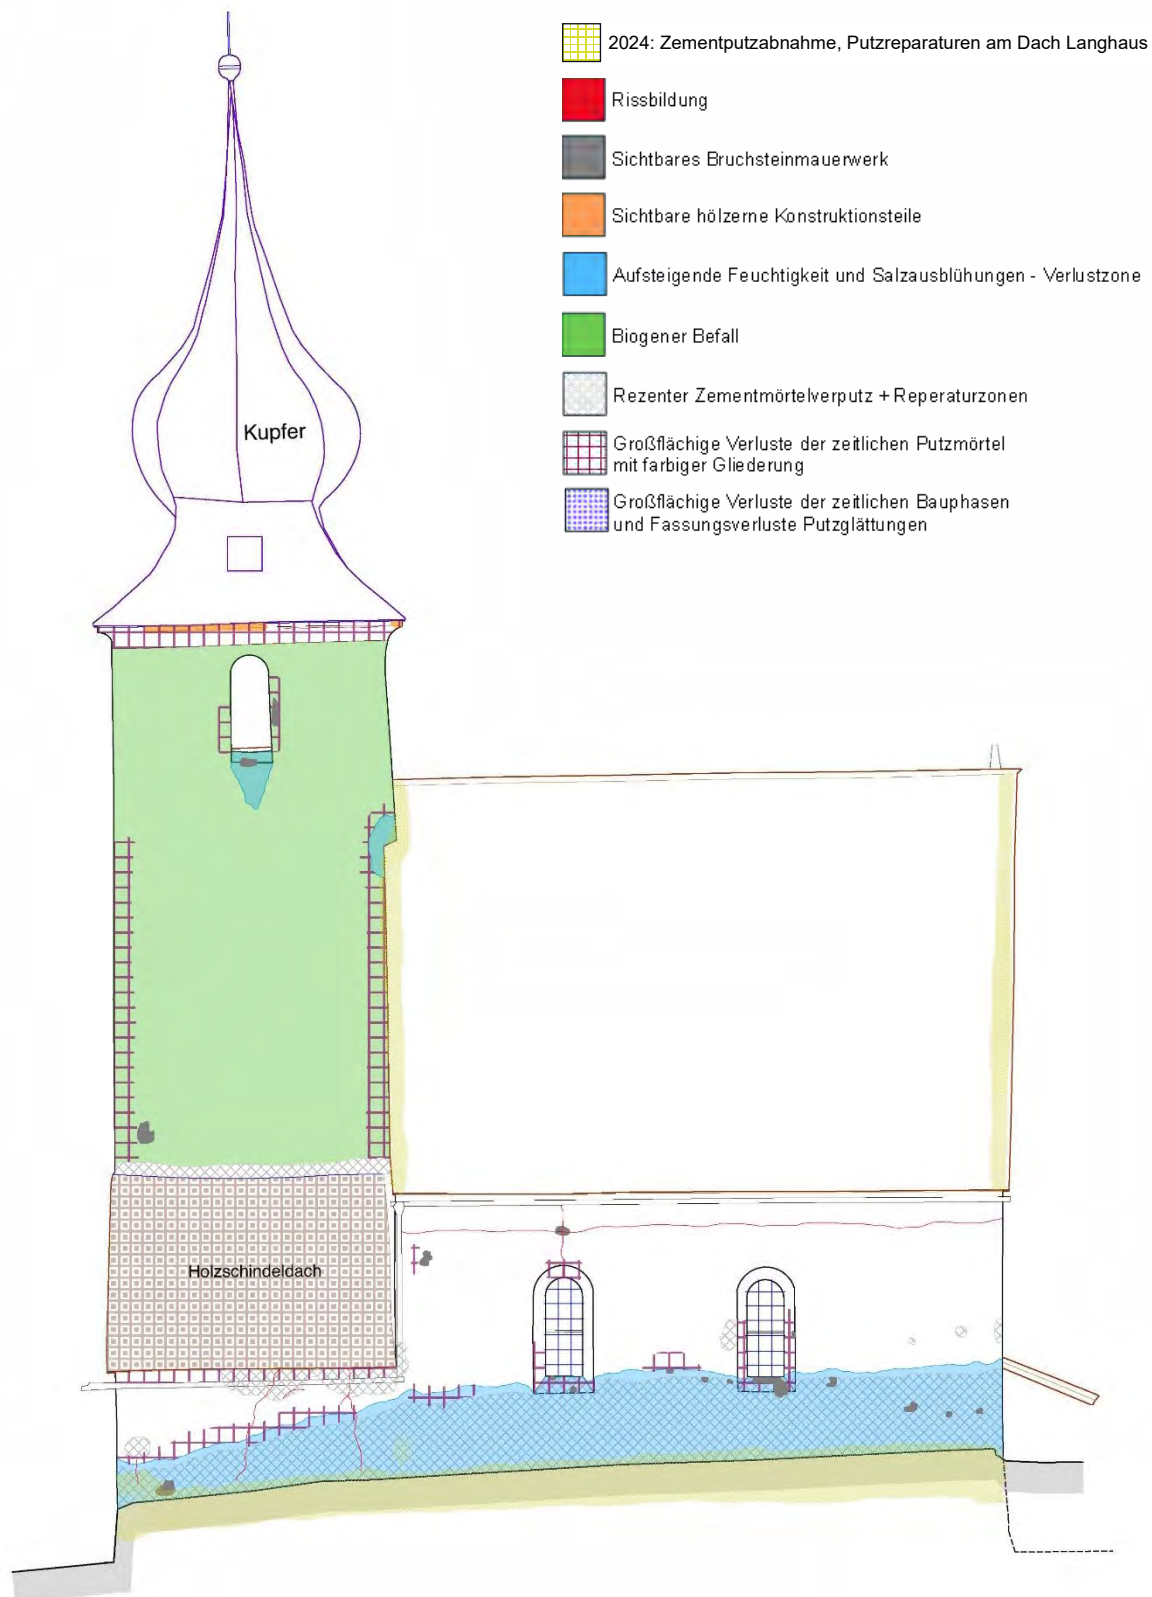 2024: Zementputzabnahme, Putzreparaturen am Dach Langhaus
Rissbildung
Sichtbares Bruchsteinmauerwerk
Sichtbare hölzerne Konstruktionsteile
Aufsteigende Feuchtigkeit und Salzausblühungen - Verlustzone
Biogener Befall
Rezenter Zementmörtelverputz + Reperaturzonen
Großflächige Verluste der zeitlichen Putzmörtel
mit farbiger Gliederung
Großflächige Verluste der zeitlichen Bauphasen
und Fassungsverluste Putzglättungen
Kupfer
Holzschindeldach